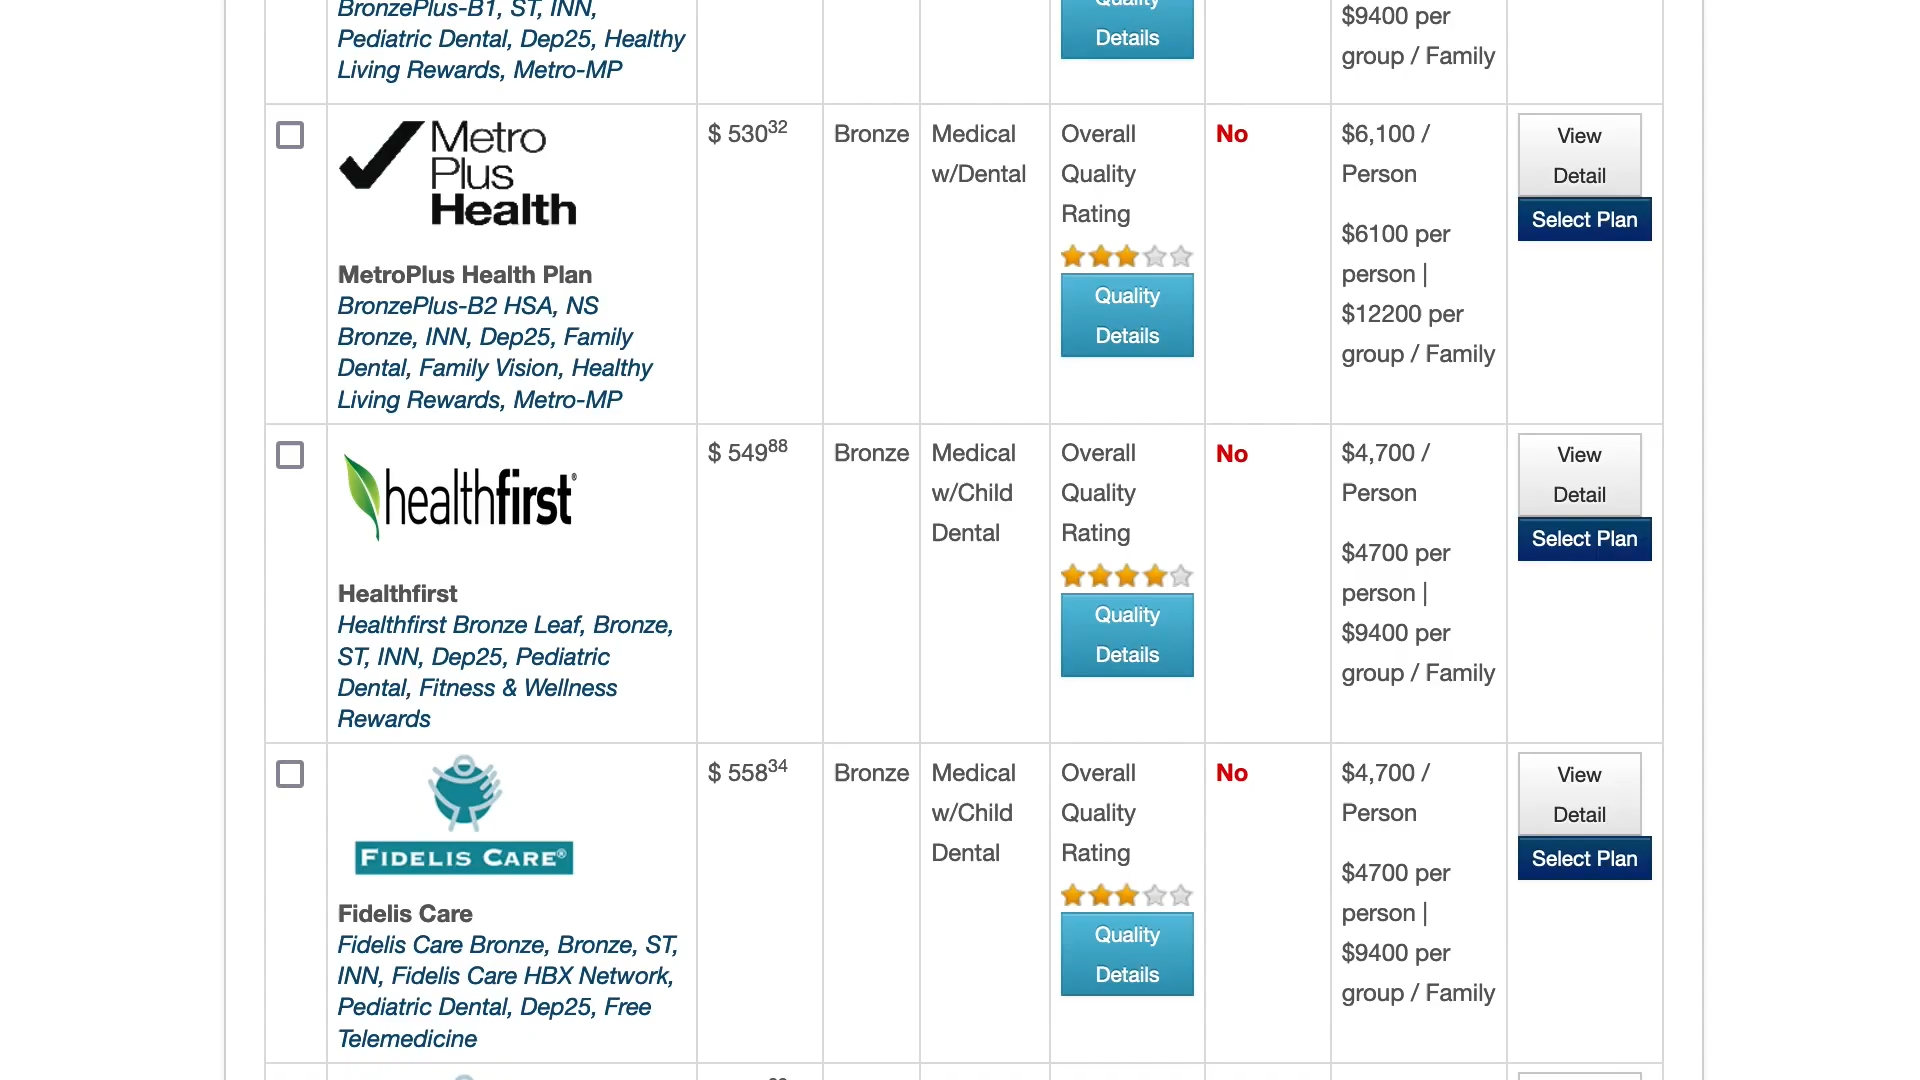 BronzePlus-B1, ST, INN,
Pediatric Dental, Dep25, Healthy
Living Rewards, Metro-MP
Details
$9400 per
group / Family
Metro
Plus
Health
MetroPlus Health Plan
BronzePlus-B2 HSA, NS
Bronze, INN, Dep25, Family
Dental, Family Vision, Healthy
Living Rewards, Metro-MP
$ 53032
Bronze
Medical
w/Dental
Overall
Quality
Rating
Quality
Details
No
$6,100 /
Person
$6100 per
person |
$12200 per
group / Family
View
Detail
Select Plan
healthfirst®
Healthfirst
Healthfirst Bronze Leaf, Bronze,
ST, INN, Dep25, Pediatric
Dental, Fitness & Wellness
Rewards
$ 54988
Bronze
Medical
w/Child
Dental
Overall
Quality
Rating
Quality
Details
No
$4,700 /
Person
$4700 per
person |
$9400 per
group / Family
View
Detail
Select Plan
FIDELIS CARE®
Fidelis Care
Fidelis Care Bronze, Bronze, ST,
INN, Fidelis Care HBX Network,
Pediatric Dental, Dep25, Free
Telemedicine
$ 55834
Bronze
Medical
w/Child
Dental
Overall
Quality
Rating
Quality
Details
No
$4,700 /
Person
$4700 per
person |
$9400 per
group / Family
View
Detail
Select Plan